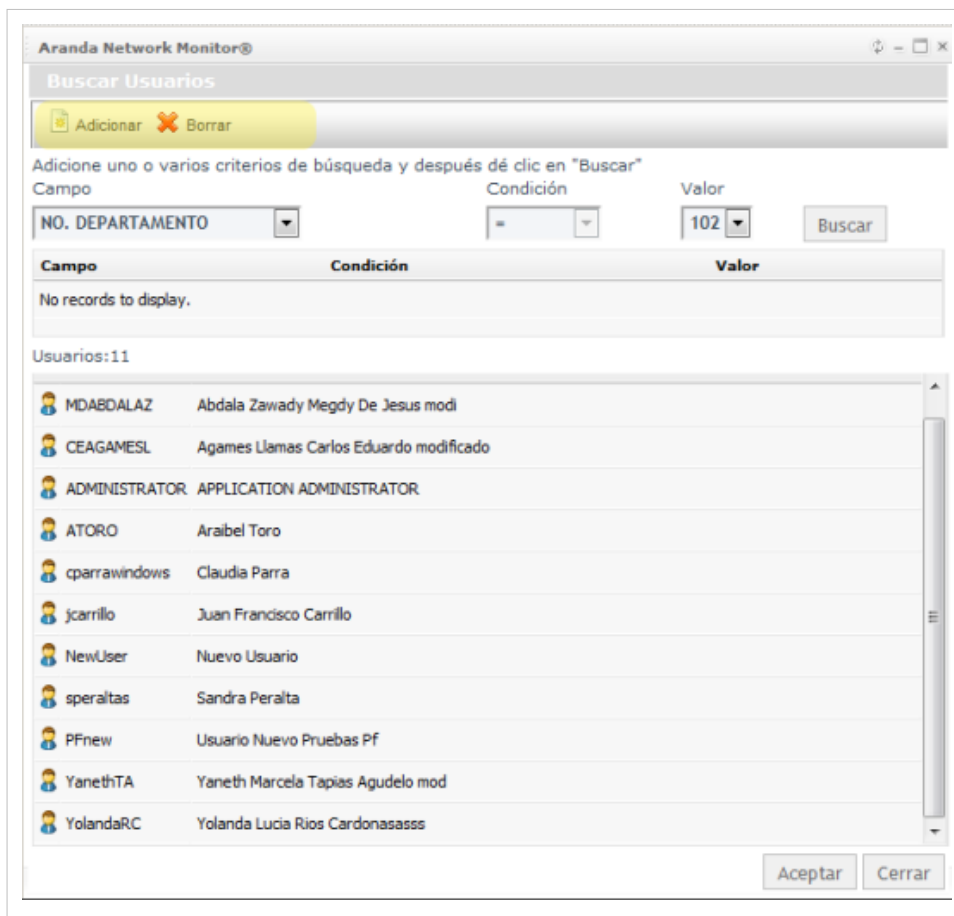 Aranda Network Monitor®
Buscar Usuarios
Adicionar Borrar
Adicione uno o varios criterios de búsqueda y después dé clic en "Buscar"
Campo Condición Valor
NO. DEPARTAMENTO = 102 Buscar
Campo Condición Valor
No records to display.
Usuarios:11
MDABDALAZ Abdala Zawady Megdy De Jesus modi
CEAGAMESL Agames Llamas Carlos Eduardo modificado
ADMINISTRATOR APPLICATION ADMINISTRATOR
ATORO Araibel Toro
cparrawindows Claudia Parra
jcarrillo Juan Francisco Carrillo
NewUser Nuevo Usuario
speraltas Sandra Peralta
PFnew Usuario Nuevo Pruebas Pf
YanethTA Yaneth Marcela Tapias Agudelo mod
YolandaRC Yolanda Lucia Rios Cardonasasss
Aceptar Cerrar